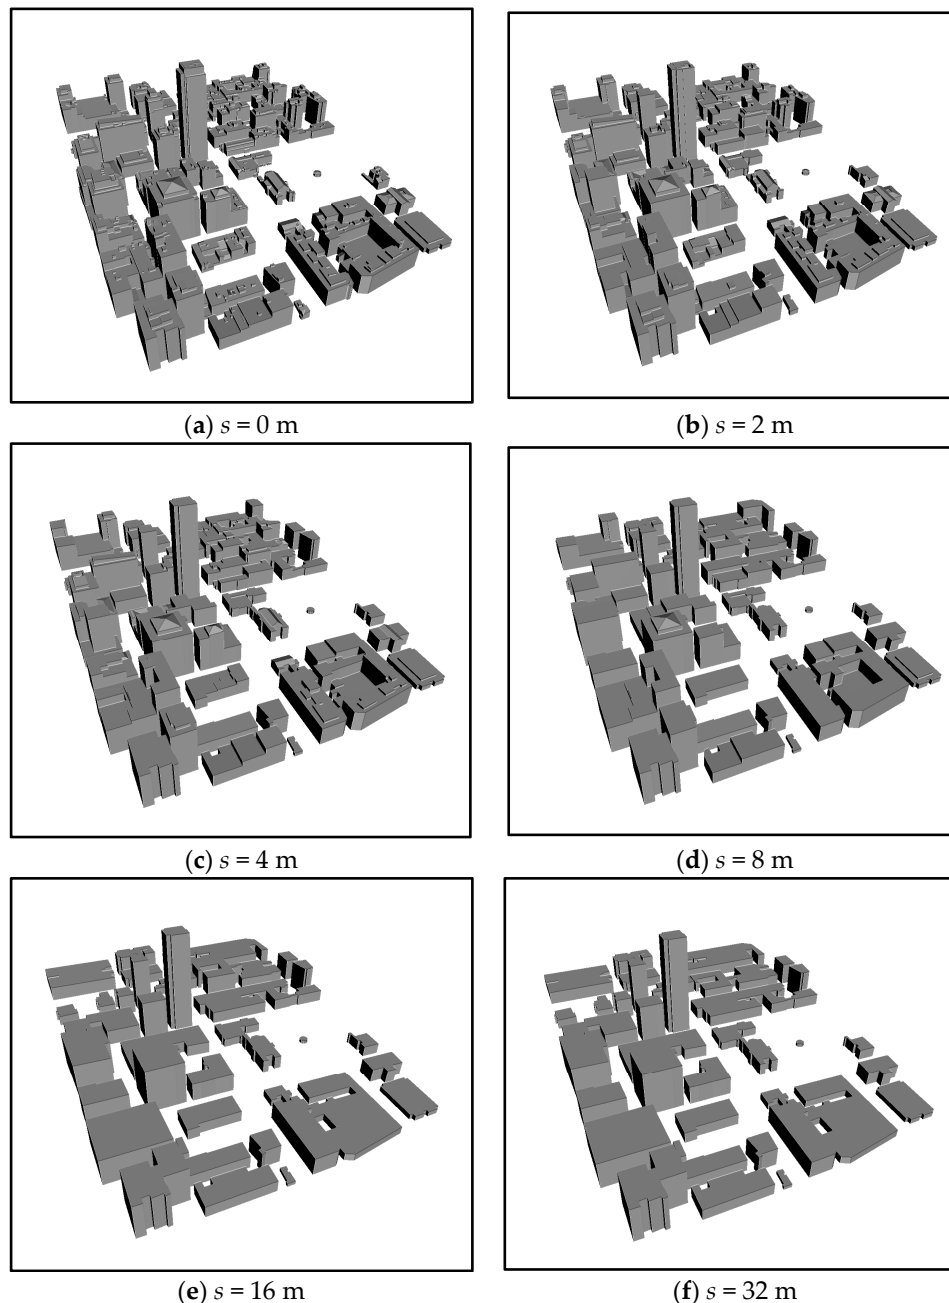 (a) s = 0 m
(b) s = 2 m
(c) s = 4 m
(d) s = 8 m
(e) s = 16 m
(f) s = 32 m